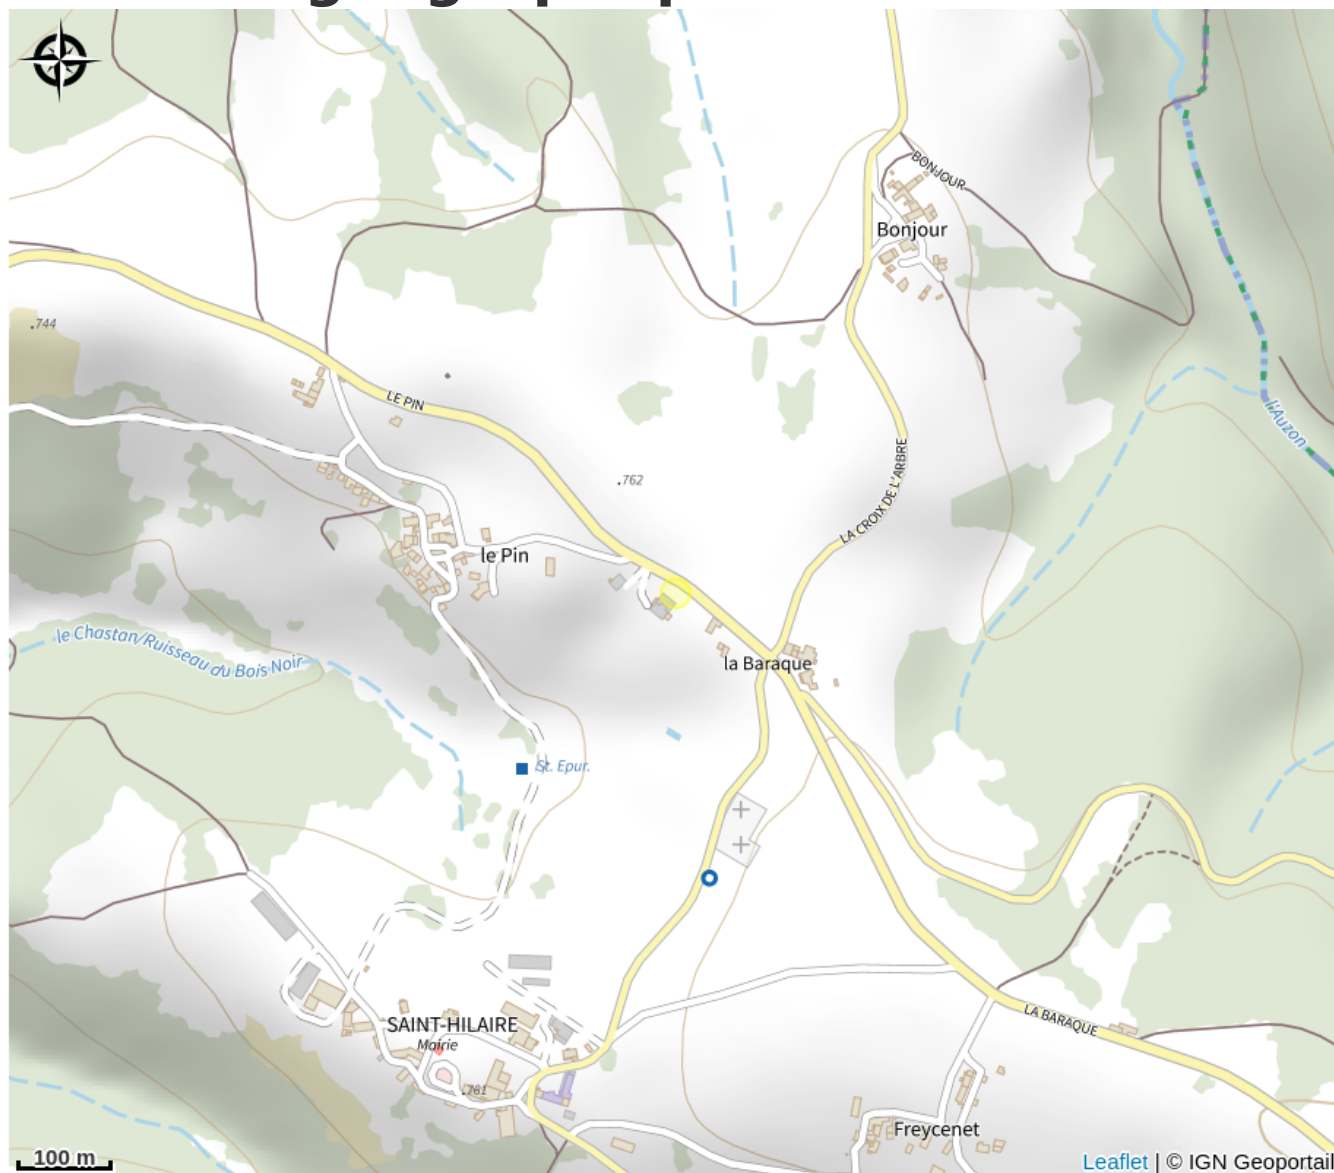 BONJOUR
Bonjour
744
l'Auzon
LE PIN
LA CROIX DE L'ARBRE
762
le Pin
le Chastan/Ruisseau du Bois Noir
la Baraque
St. Epur.
SAINT-HILAIRE
Mairie
LA BARAQUE
761
Freycenet
100 m
Leaflet | © IGN Geoportail